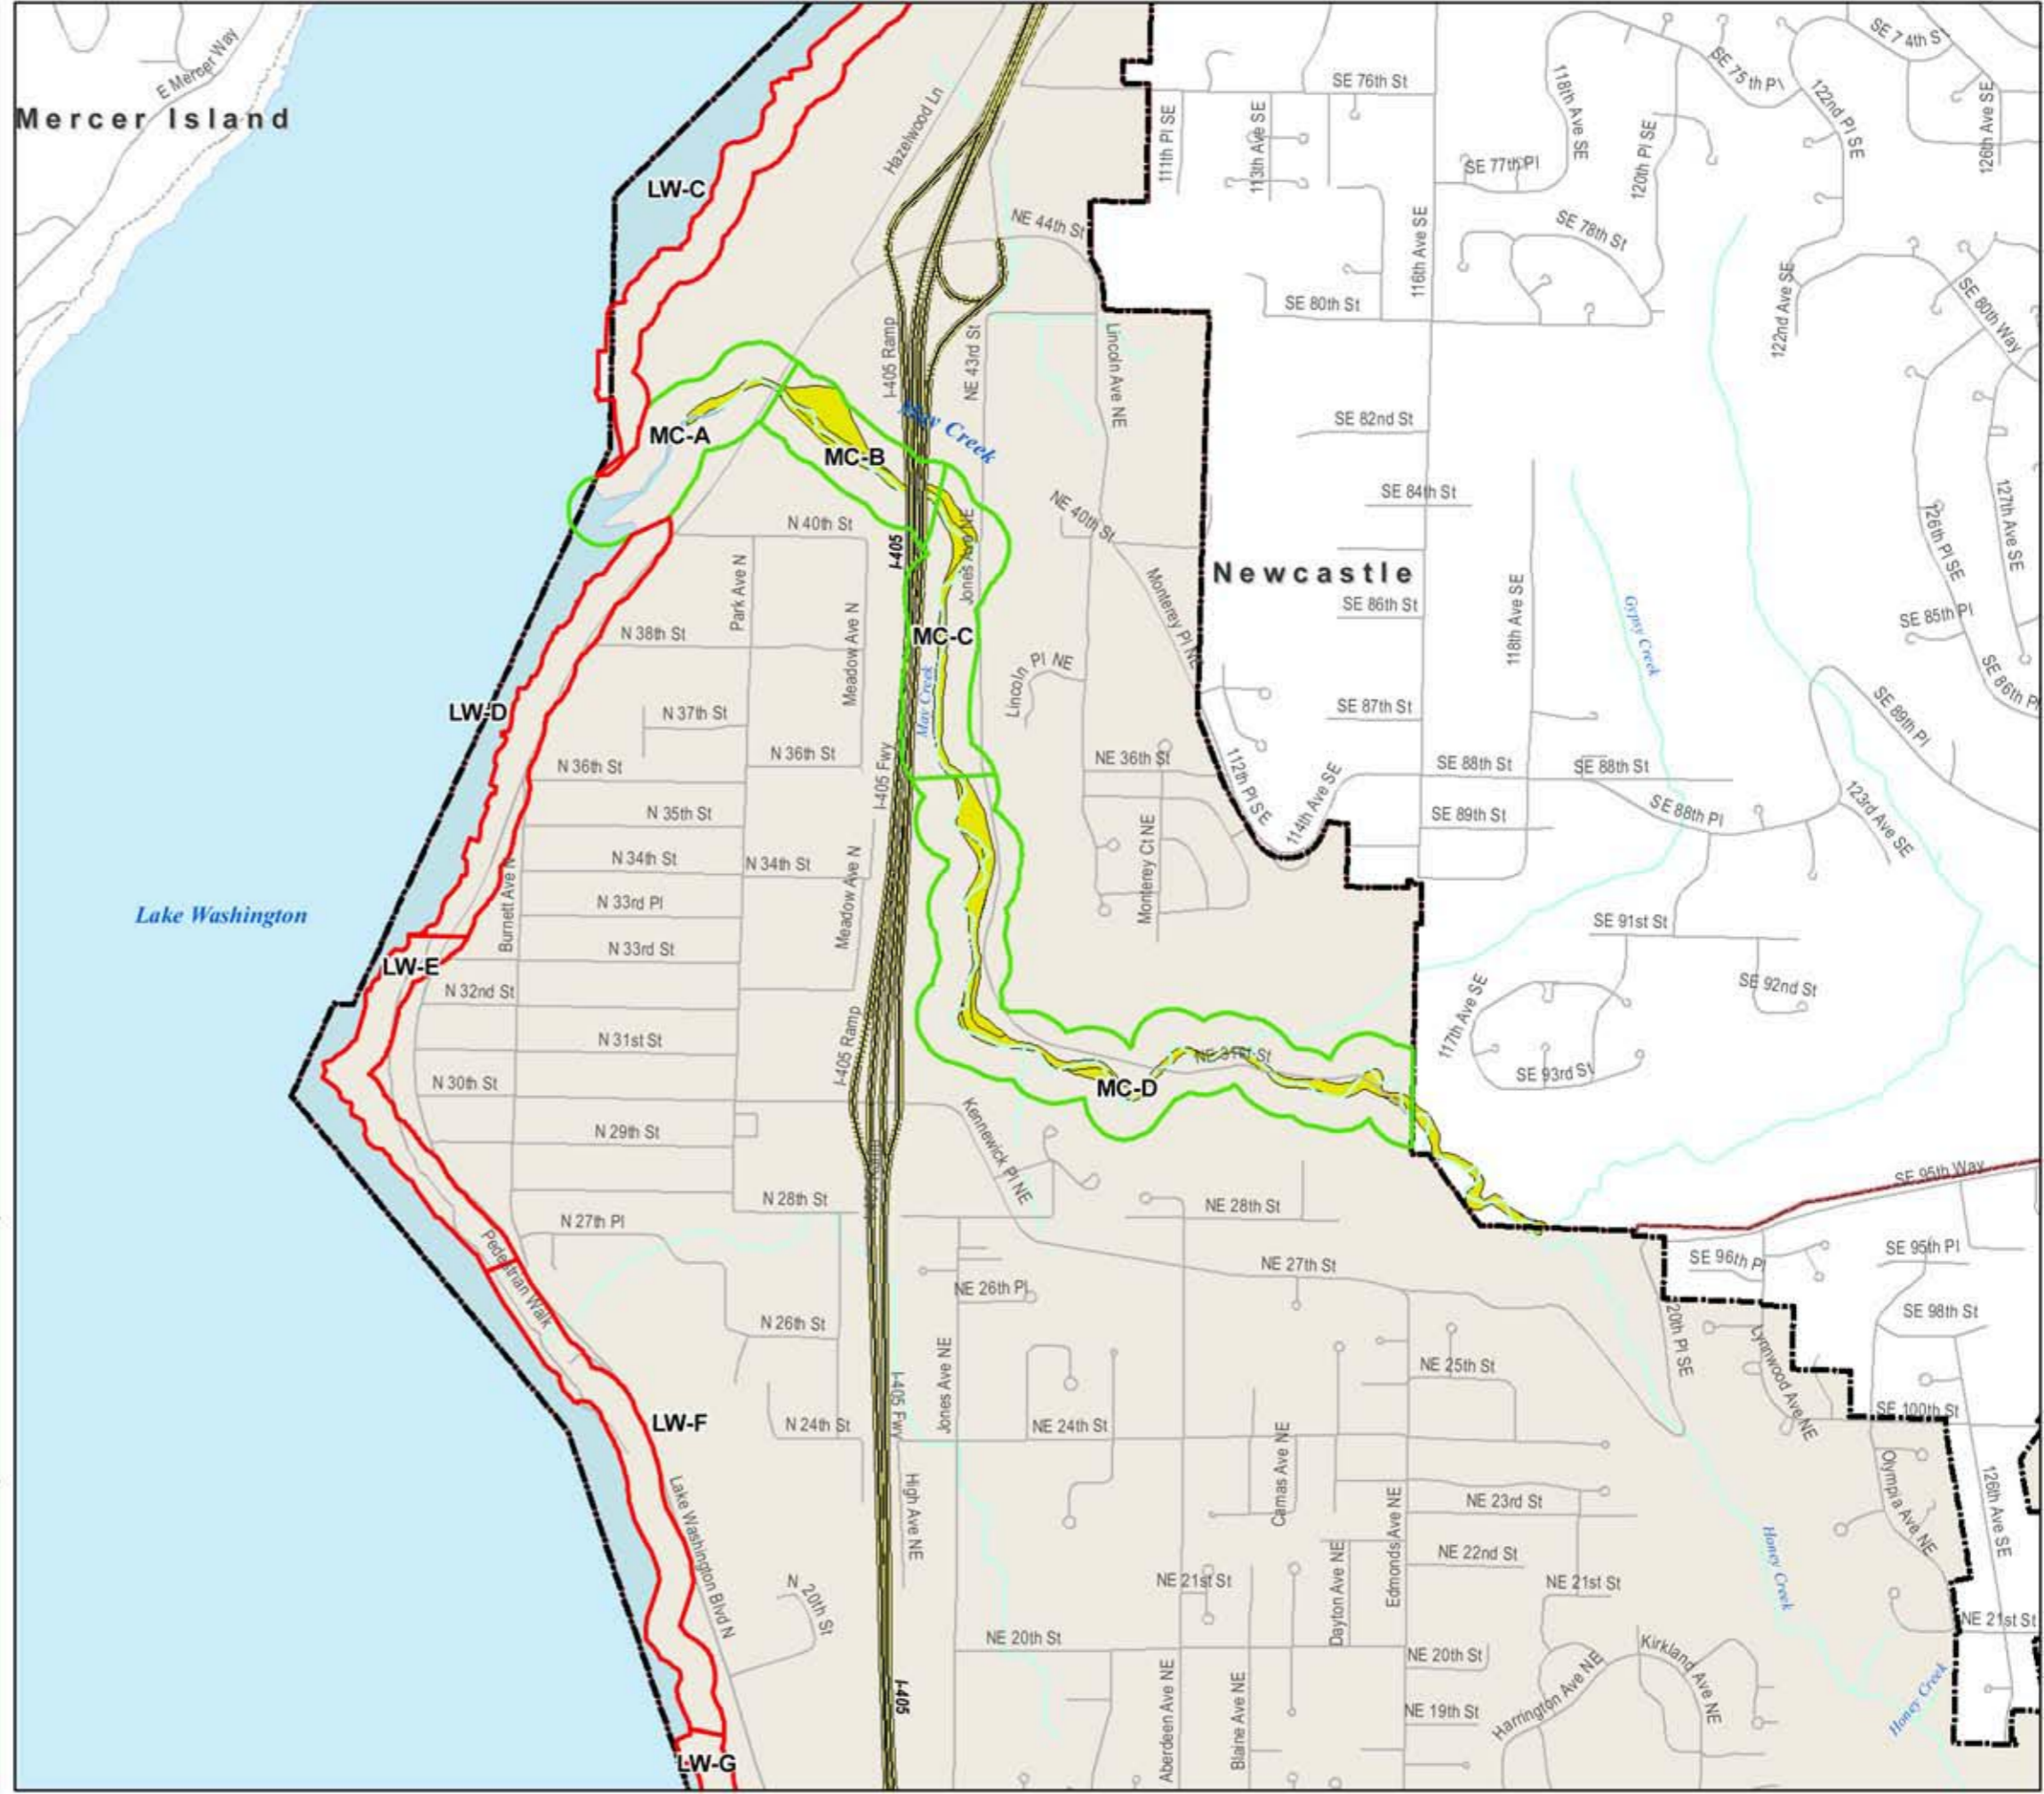 E Mercer Way
Mercer Island
Hazelwood Ln
SE 74th S
SE 75th Pl
SE 76th St
118th Ave SE
122nd Pl SE
126th Ave SE
111th Pl SE
113th Ave SE
SE 77th Pl
120th Pl SE
LW-C
NE 44th St
116th Ave SE
SE 78th St
122nd Ave SE
SE 80th St
SE 80th Way
I-405 Ramp
NE 43rd St
Lincoln Ave NE
May Creek
MC-A
MC-B
SE 82nd St
SE 84th St
127th Ave SE
126th Pl SE
N 40th St
I-405
Jones Ave NE
NE 40th St
Newcastle
Park Ave N
Monterey Pl NE
SE 86th St
118th Ave SE
Gypsy Creek
SE 85th Pl
N 38th St
Meadow Ave N
MC-C
Lincoln Pl NE
SE 86th Pl
May Creek
LW-D
N 37th St
SE 87th St
SE 89th Pl
N 36th St
N 36th St
I-405 Fwy
NE 36th St
112th Pl SE
114th Ave SE
SE 88th St
SE 88th St
N 35th St
SE 89th St
SE 88th Pl
123rd Ave SE
N 34th St
N 34th St
Meadow Ave N
Monterey Ct NE
Burnett Ave N
N 33rd Pl
Lake Washington
SE 91st St
N 33rd St
LW-E
N 32nd St
SE 92nd St
117th Ave SE
N 31st St
I-405 Ramp
NE 31st St
SE 93rd St
N 30th St
MC-D
N 29th St
Kennewick Pl NE
SE 95th Way
N 28th St
NE 28th St
N 27th Pl
Pedestrian Walk
SE 95th Pl
SE 96th Pl
NE 27th St
NE 26th Pl
SE 98th St
N 26th St
20th Pl SE
Lynnwood Ave NE
NE 25th St
Jones Ave NE
I-405 Fwy
SE 100th St
LW-F
N 24th St
NE 24th St
Camas Ave NE
Olympia Ave NE
126th Ave SE
High Ave NE
NE 23rd St
Edmonds Ave NE
Lake Washington Blvd N
NE 22nd St
Honey Creek
N 20th St
NE 21st St
NE 21st St
Dayton Ave NE
NE 21st St
NE 20th St
NE 20th St
Kirkland Ave NE
Harrington Ave NE
Honey Creek
I-405
Aberdeen Ave NE
Blaine Ave NE
NE 19th St
LW-G